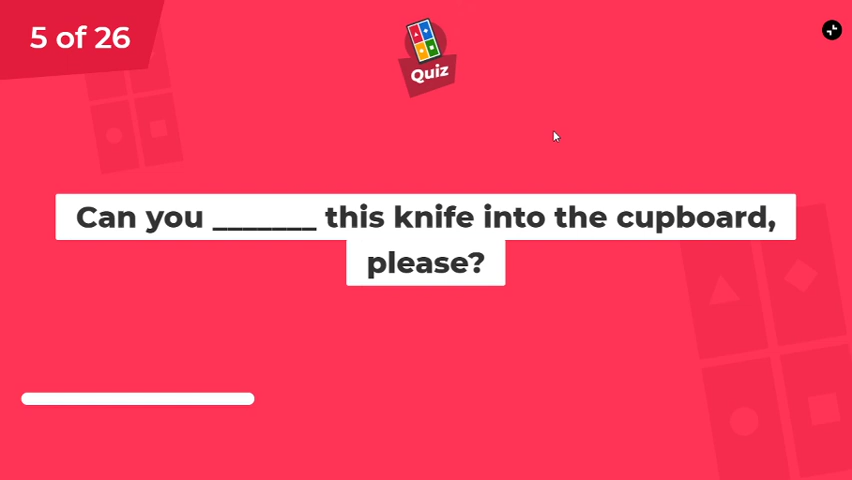 5 of 26
Quiz
Can you _______ this knife into the cupboard,
please?